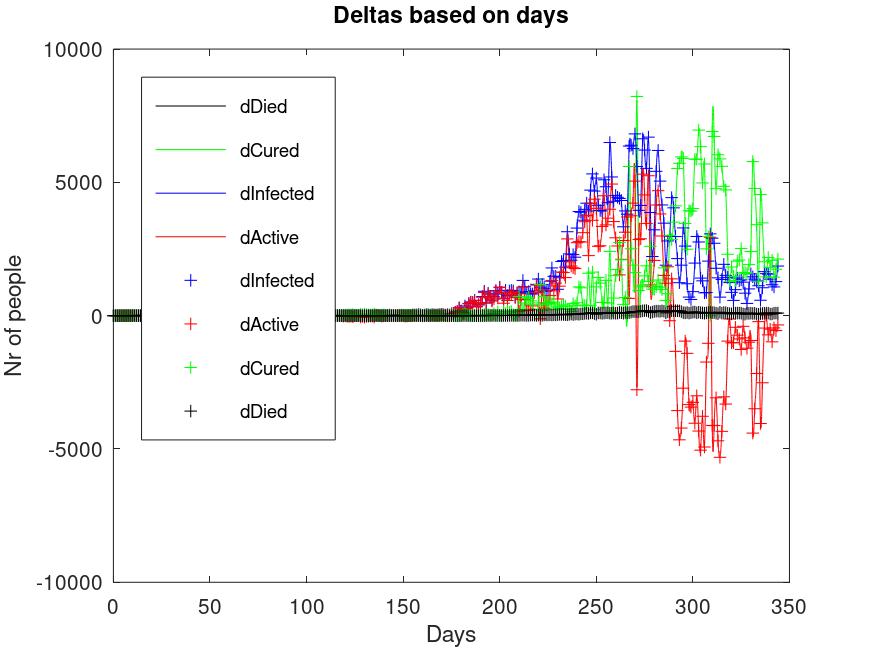 Deltas based on days
10000
5000
0
-5000
-10000
Nr of people
dDied
dCured
dInfected
dActive
dInfected
dActive
dCured
dDied
0 50 100 150 200 250 300 350
Days